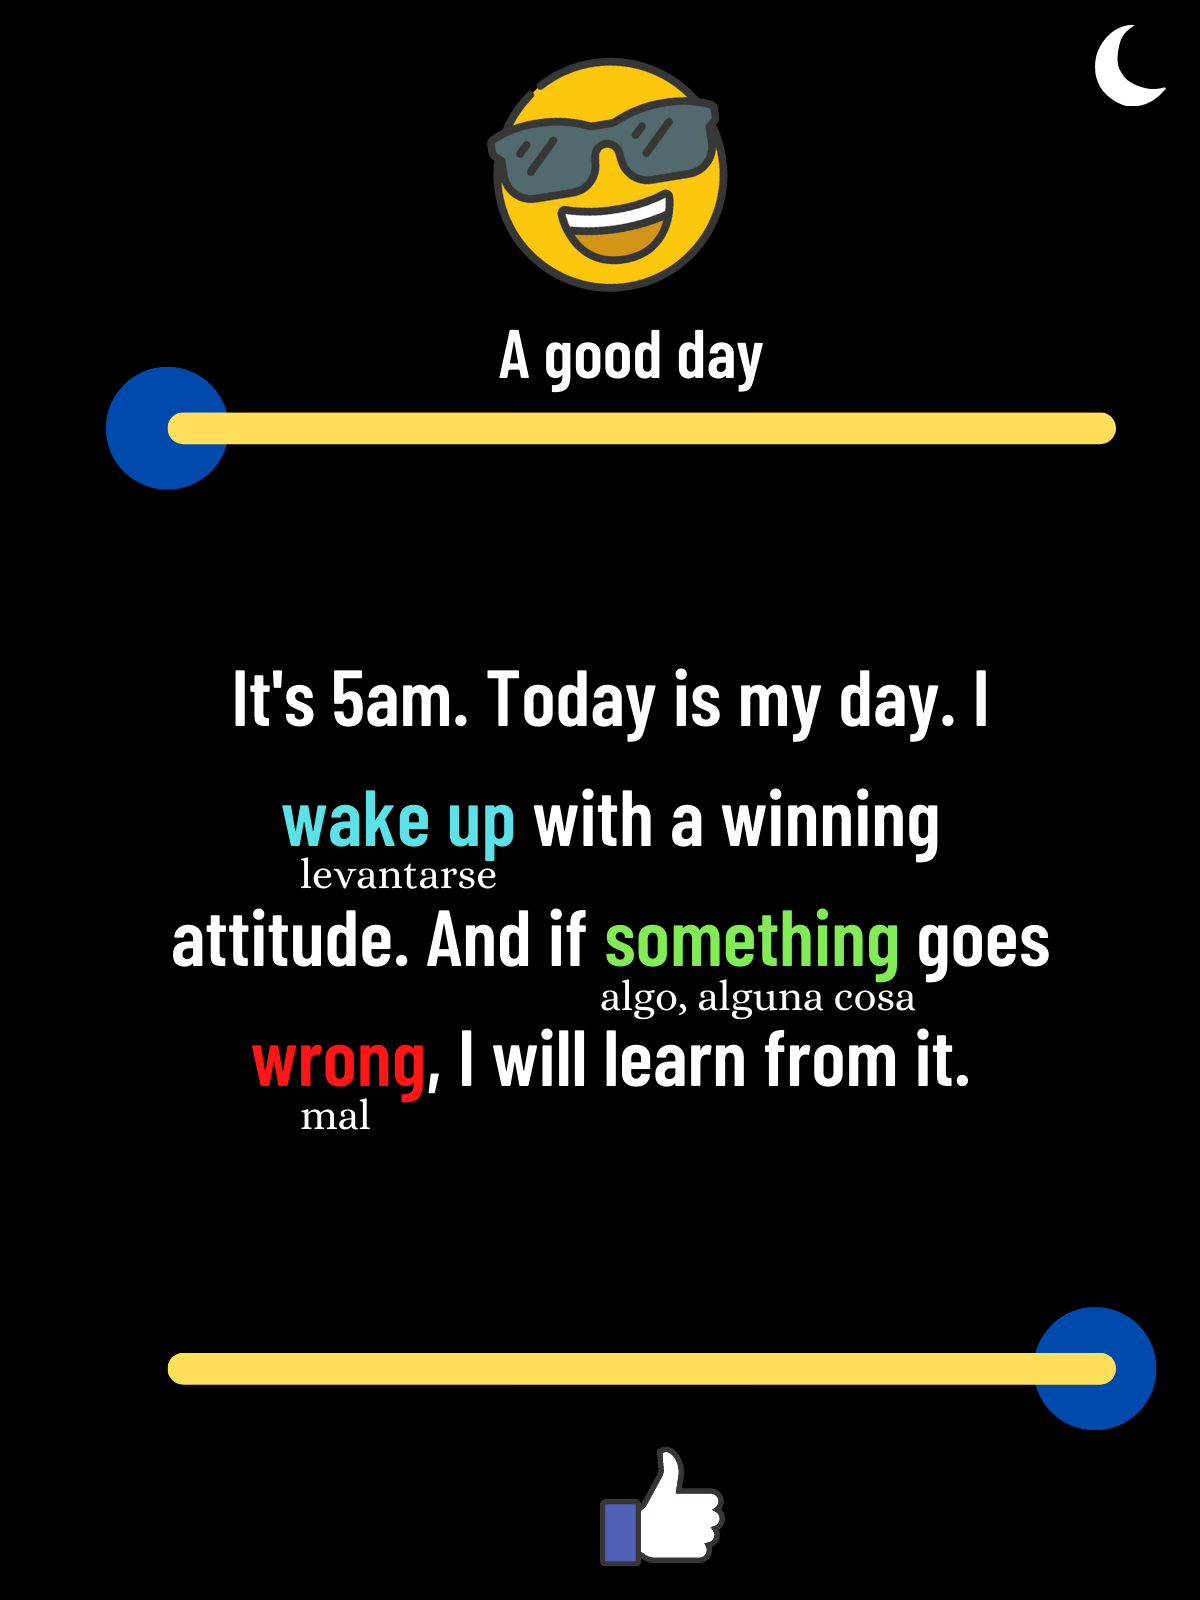 A good day
It's 5am. Today is my day. I
wake up with a winning
levantarse
attitude. And if something goes
algo, alguna cosa
wrong, I will learn from it.
mal